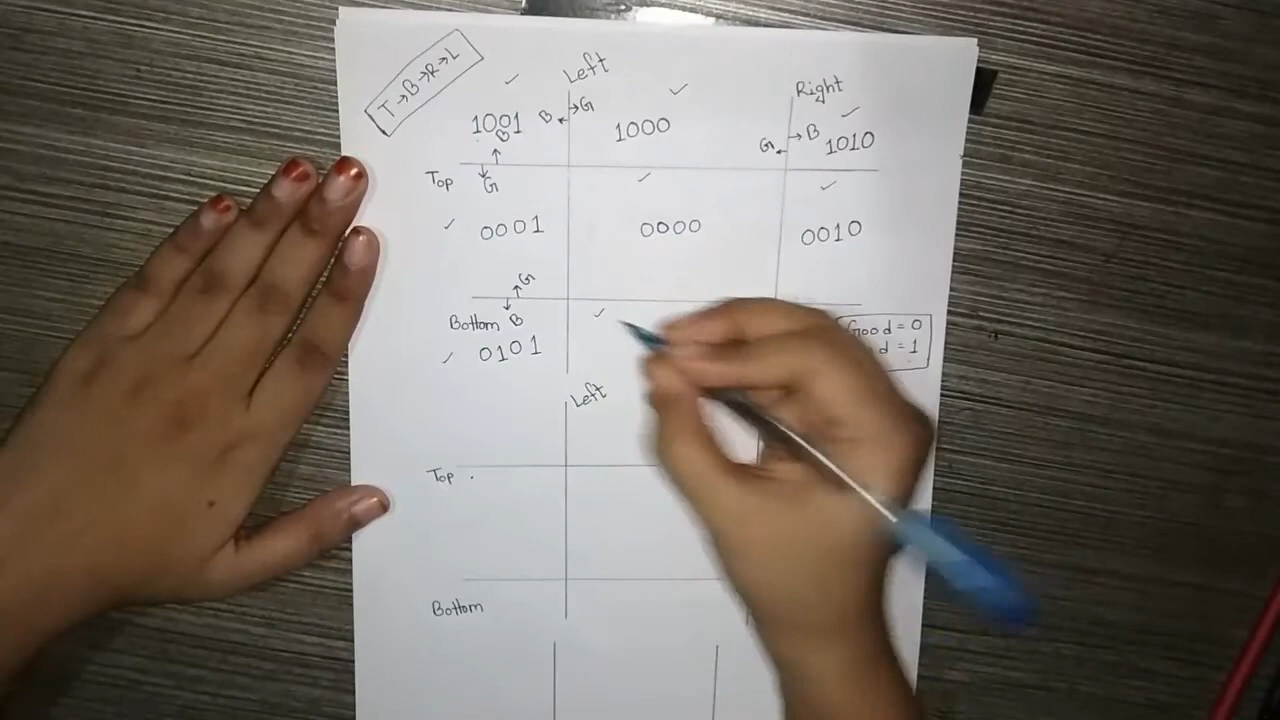 T→B→R→L
Left
Right
1001
B
G
1000
G
B
1010
B
Top
G
0001
0000
0010
G
Bottom
B
0101
Good = 0
d = 1
Left
Top
Bottom